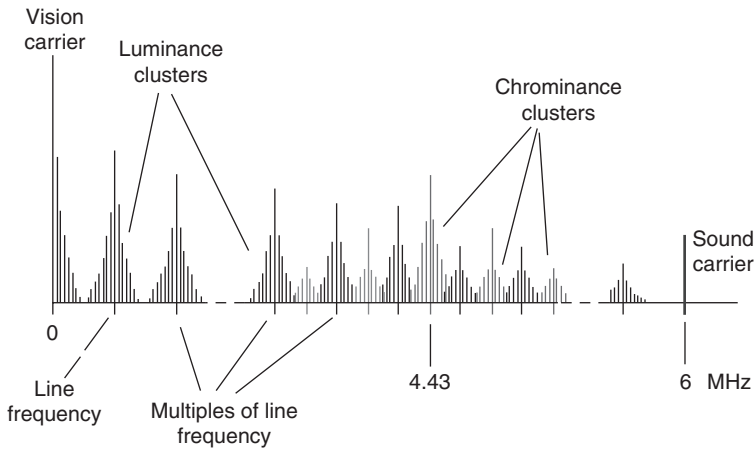 Vision
carrier
Luminance
clusters
Chrominance
clusters
Sound
carrier
0
4.43
6 MHz
Line
frequency
Multiples of line
frequency